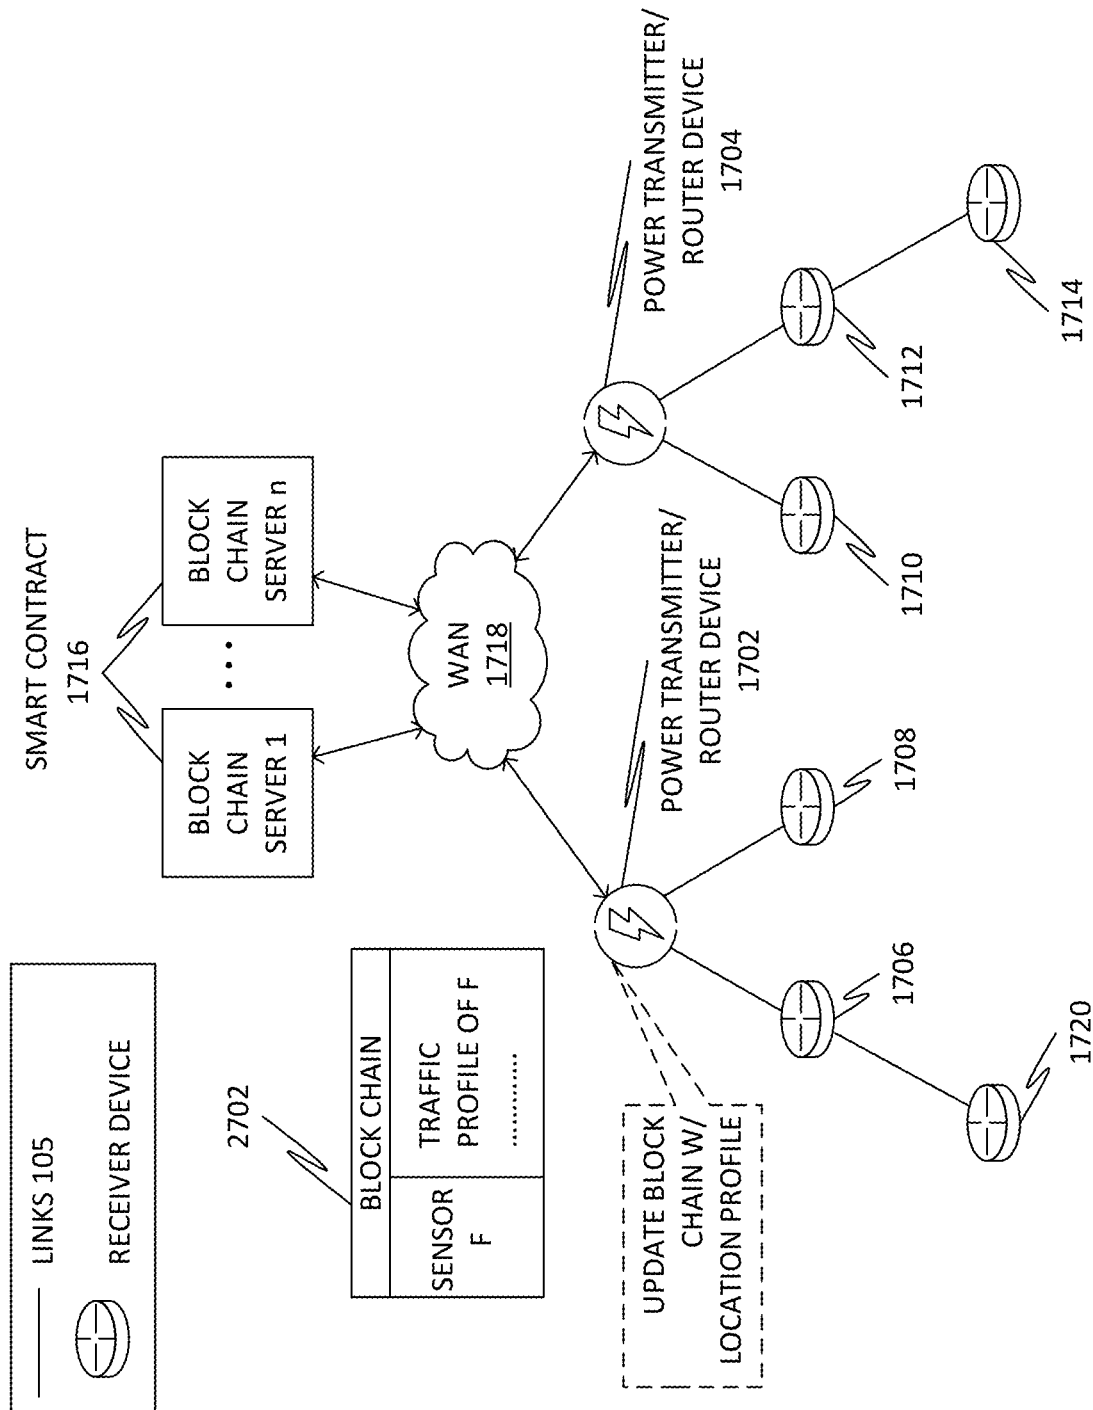 LINKS 105
RECEIVER DEVICE
SMART CONTRACT
1716
BLOCK
CHAIN
SERVER 1
...
BLOCK
CHAIN
SERVER n
2702
BLOCK CHAIN
SENSOR
F
TRAFFIC
PROFILE OF F
...........
WAN
1718
UPDATE BLOCK
CHAIN W/
LOCATION PROFILE
POWER TRANSMITTER/
ROUTER DEVICE
1702
POWER TRANSMITTER/
ROUTER DEVICE
1704
1706
1708
1710
1712
1720
1714